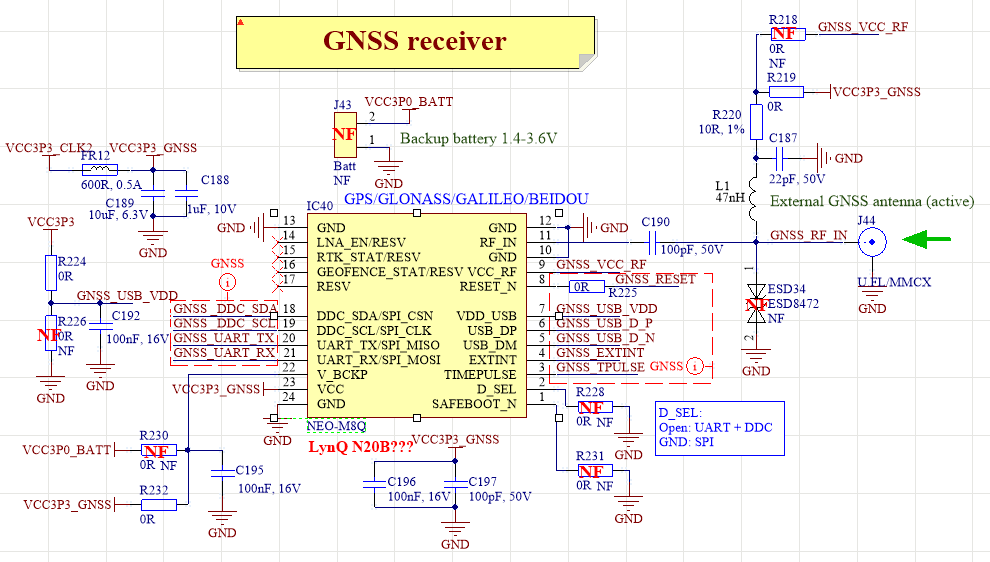 GNSS receiver
R218
NF
0R
NF
GNSS_VCC_RF
R219
0R
VCC3P3_GNSS
R220
10R, 1%
C187
22pF, 50V
GND
L1
47nH
External GNSS antenna (active)
J44
GNSS_RF_IN
U.FL/MMCX
GND
ESD34
ESD8472
NF
NF
1
2
GND
J43
VCC3P0_BATT
2
1
NF
Batt
NF
GND
Backup battery 1.4-3.6V
VCC3P3_CLK2
VCC3P3_GNSS
FR12
600R, 0.5A
C189
10uF, 6.3V
C188
1uF, 10V
GND
VCC3P3
R224
0R
GNSS_USB_VDD
R226
NF
0R
NF
C192
100nF, 16V
GND
GND
GPS/GLONASS/GALILEO/BEIDOU
IC40
GND
13 GND
14 LNA_EN/RESV
15 RTK_STAT/RESV
16 GEOFENCE_STAT/RESV
17 RESV
GNSS
i
GNSS_DDC_SDA 18 DDC_SDA/SPI_CSN
GNSS_DDC_SCL 19 DDC_SCL/SPI_CLK
GNSS_UART_TX 20 UART_TX/SPI_MISO
GNSS_UART_RX 21 UART_RX/SPI_MOSI
22 V_BCKP
VCC3P3_GNSS 23 VCC
24 GND
GND
NEO-M8Q
LynQ N20B???
GND 12 GND
RF_IN 11
GND 10
VCC_RF 9 GNSS_VCC_RF
RESET_N 8 0R R225 GNSS_RESET
VDD_USB 7 GNSS_USB_VDD
USB_DP 6 GNSS_USB_D_P
USB_DM 5 GNSS_USB_D_N
EXTINT 4 GNSS_EXTINT
TIMEPULSE 3 GNSS_TPULSE
GNSS i
D_SEL 2
SAFEBOOT_N 1
C190
100pF, 50V
R228
NF
0R NF
GND
R231
NF
0R NF
GND
D_SEL:
Open: UART + DDC
GND: SPI
VCC3P0_BATT
R230
NF
0R NF
VCC3P3_GNSS
R232
0R
C195
100nF, 16V
GND
VCC3P3_GNSS
C196
100nF, 16V
C197
100pF, 50V
GND